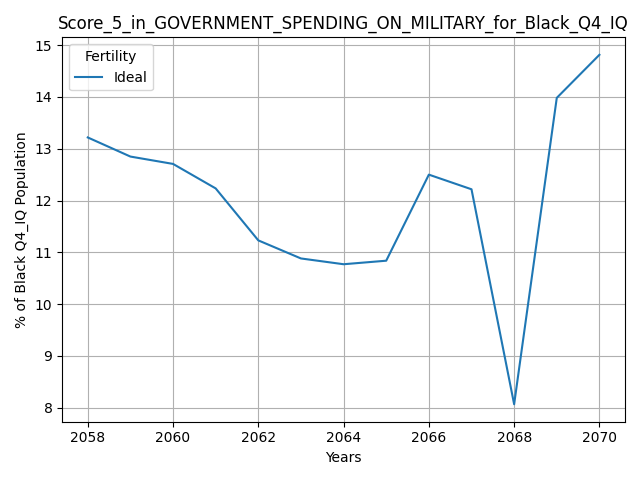 Score_5_in_GOVERNMENT_SPENDING_ON_MILITARY_for_Black_Q4_IQ
Fertility
Ideal
% of Black Q4_IQ Population
15
14
13
12
11
10
9
8
2058 2060 2062 2064 2066 2068 2070
Years